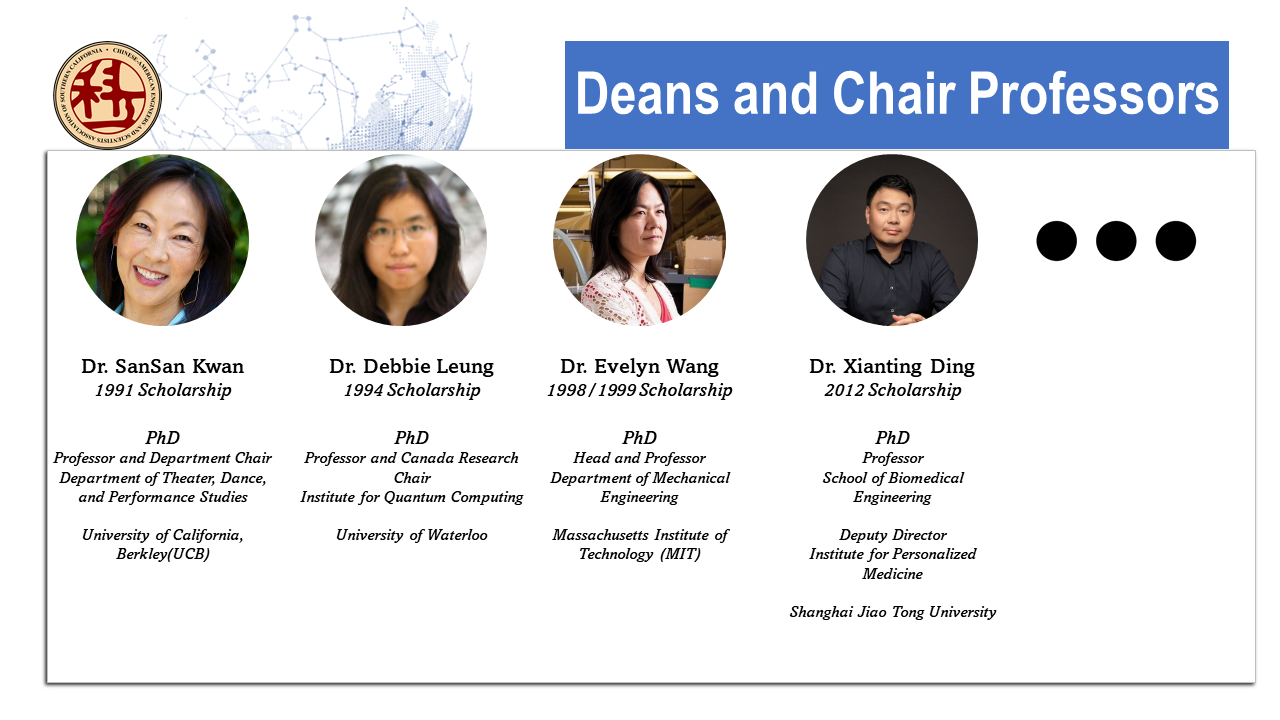 CHINESE-AMERICAN ENGINEERS AND SCIENTISTS ASSOCIATION OF SOUTHERN CALIFORNIA •
科
Deans and Chair Professors
Dr. SanSan Kwan
1991 Scholarship
PhD
Professor and Department Chair
Department of Theater, Dance,
and Performance Studies
University of California,
Berkley(UCB)
Dr. Debbie Leung
1994 Scholarship
PhD
Professor and Canada Research
Chair
Institute for Quantum Computing
University of Waterloo
Dr. Evelyn Wang
1998/1999 Scholarship
PhD
Head and Professor
Department of Mechanical
Engineering
Massachusetts Institute of
Technology (MIT)
Dr. Xianting Ding
2012 Scholarship
PhD
Professor
School of Biomedical
Engineering
Deputy Director
Institute for Personalized
Medicine
Shanghai Jiao Tong University